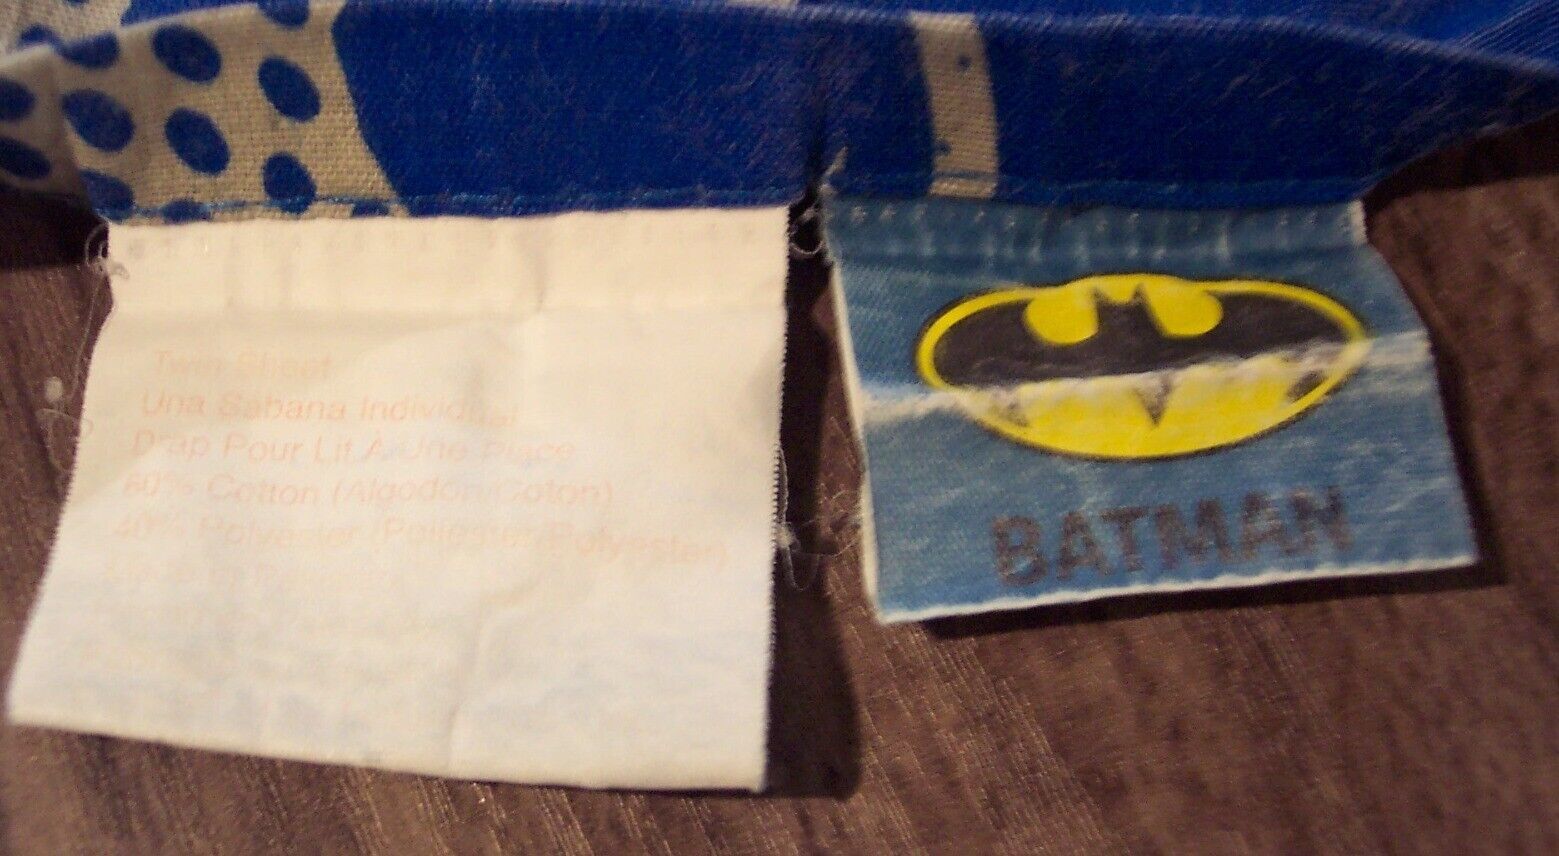 Twin Sheet
Una Sabana Individual
Drap Pour Lit À Une Place
60% Cotton (Algodon/Coton)
40% Polyester (Poliester/Polyester)
BATMAN